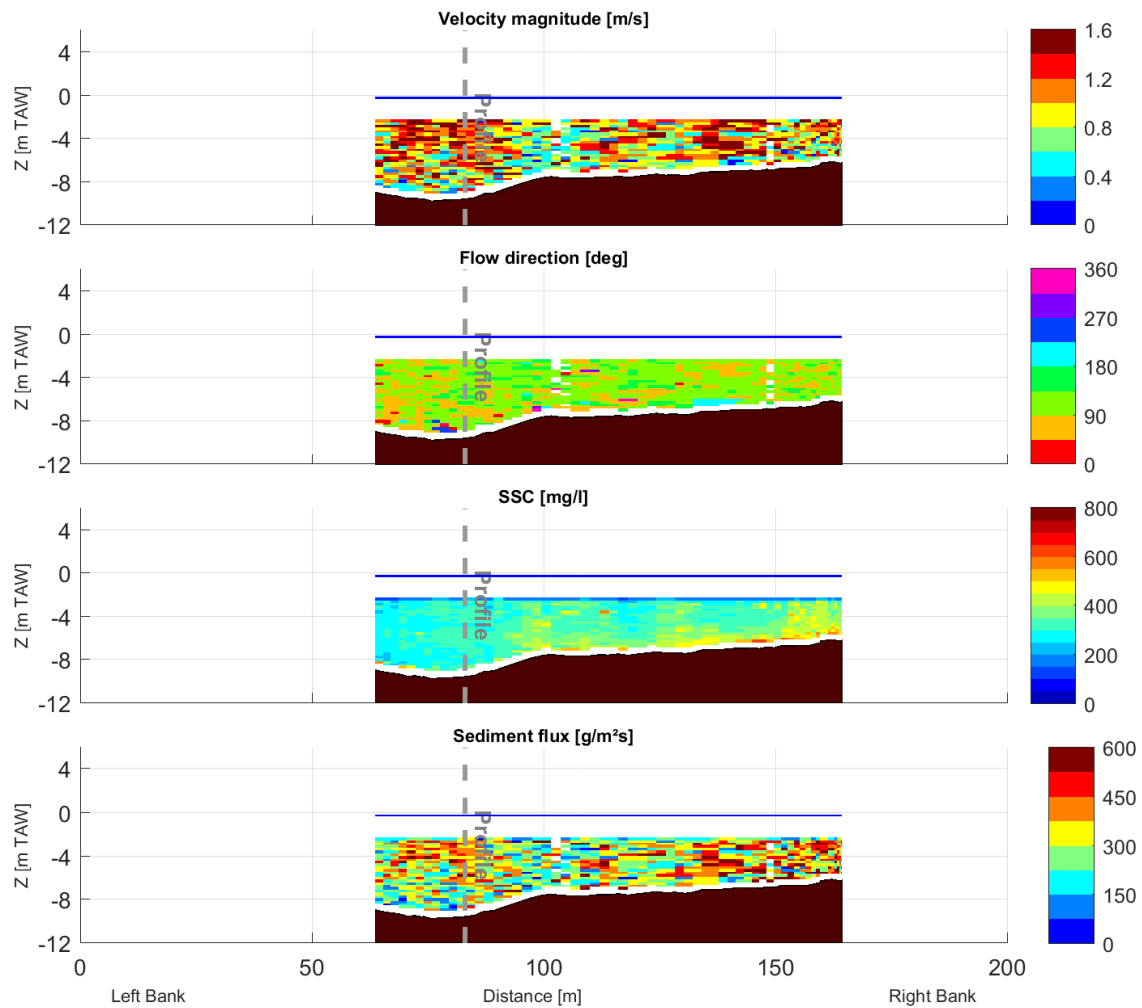 Velocity magnitude [m/s]
4
0
-4
-8
-12
Z [m TAW]
Profile
1.6
1.2
0.8
0.4
0
Flow direction [deg]
4
0
-4
-8
-12
Z [m TAW]
Profile
360
270
180
90
0
SSC [mg/l]
4
0
-4
-8
-12
Z [m TAW]
Profile
800
600
400
200
0
Sediment flux [g/m²s]
4
0
-4
-8
-12
Z [m TAW]
Profile
600
450
300
150
0
0 50 100 150 200
Left Bank Distance [m] Right Bank